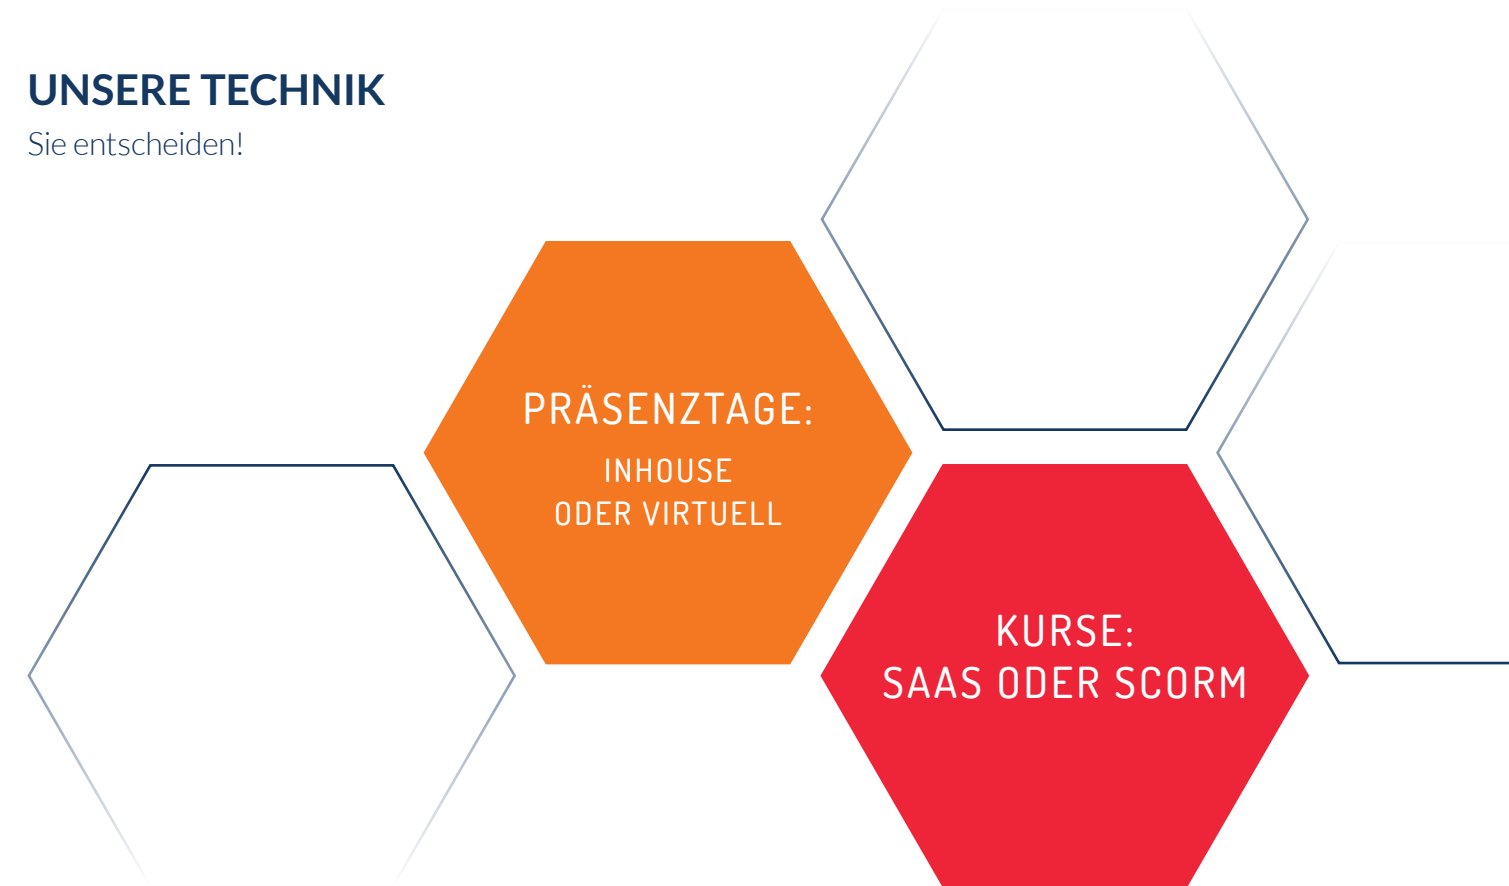 UNSERE TECHNIK
Sie entscheiden!
PRÄSENZTAGE:
INHOUSE
ODER VIRTUELL
KURSE:
SAAS ODER SCORM